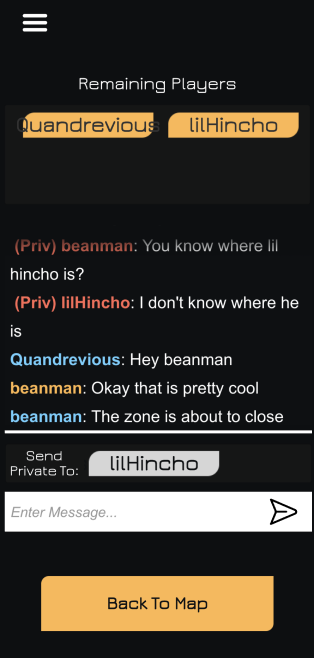 Remaining Players
Quandrevious lilHincho
(Priv) beanman: You know where lil
hincho is?
(Priv) lilHincho: I don't know where he
is
Quandrevious: Hey beanman
beanman: Okay that is pretty cool
beanman: The zone is about to close
Send
Private To:
lilHincho
Enter Message...
Back To Map